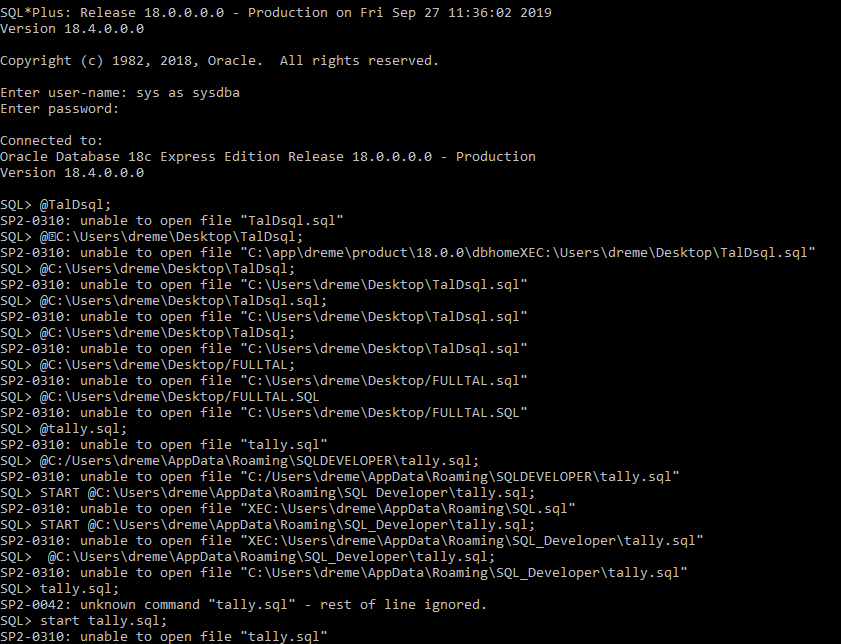 SQL*Plus: Release 18.0.0.0.0 - Production on Fri Sep 27 11:36:02 2019
Version 18.4.0.0.0
Copyright (c) 1982, 2018, Oracle.  All rights reserved.
Enter user-name: sys as sysdba
Enter password:
Connected to:
Oracle Database 18c Express Edition Release 18.0.0.0.0 - Production
Version 18.4.0.0.0
SQL> @TalDsql;
SP2-0310: unable to open file "TalDsql.sql"
SQL> @C:\Users\dreme\Desktop\TalDsql;
SP2-0310: unable to open file "C:\app\dreme\product\18.0.0\dbhomeXEC:\Users\dreme\Desktop\TalDsql.sql"
SQL> @C:\Users\dreme\Desktop\TalDsql;
SP2-0310: unable to open file "C:\Users\dreme\Desktop\TalDsql.sql"
SQL> @C:\Users\dreme\Desktop\TalDsql.sql;
SP2-0310: unable to open file "C:\Users\dreme\Desktop\TalDsql.sql"
SQL> @C:\Users\dreme\Desktop\TalDsql;
SP2-0310: unable to open file "C:\Users\dreme\Desktop\TalDsql.sql"
SQL> @C:\Users\dreme\Desktop/FULLTAL;
SP2-0310: unable to open file "C:\Users\dreme\Desktop/FULLTAL.sql"
SQL> @C:\Users\dreme\Desktop/FULLTAL.SQL
SP2-0310: unable to open file "C:\Users\dreme\Desktop/FULLTAL.SQL"
SQL> @tally.sql;
SP2-0310: unable to open file "tally.sql"
SQL> @C:/Users\dreme\AppData\Roaming\SQLDEVELOPER\tally.sql;
SP2-0310: unable to open file "C:/Users\dreme\AppData\Roaming\SQLDEVELOPER\tally.sql"
SQL> START @C:\Users\dreme\AppData\Roaming\SQL Developer\tally.sql;
SP2-0310: unable to open file "XEC:\Users\dreme\AppData\Roaming\SQL.sql"
SQL> START @C:\Users\dreme\AppData\Roaming\SQL_Developer\tally.sql;
SP2-0310: unable to open file "XEC:\Users\dreme\AppData\Roaming\SQL_Developer\tally.sql"
SQL>  @C:\Users\dreme\AppData\Roaming\SQL_Developer\tally.sql;
SP2-0310: unable to open file "C:\Users\dreme\AppData\Roaming\SQL_Developer\tally.sql"
SQL> tally.sql;
SP2-0042: unknown command "tally.sql" - rest of line ignored.
SQL> start tally.sql;
SP2-0310: unable to open file "tally.sql"